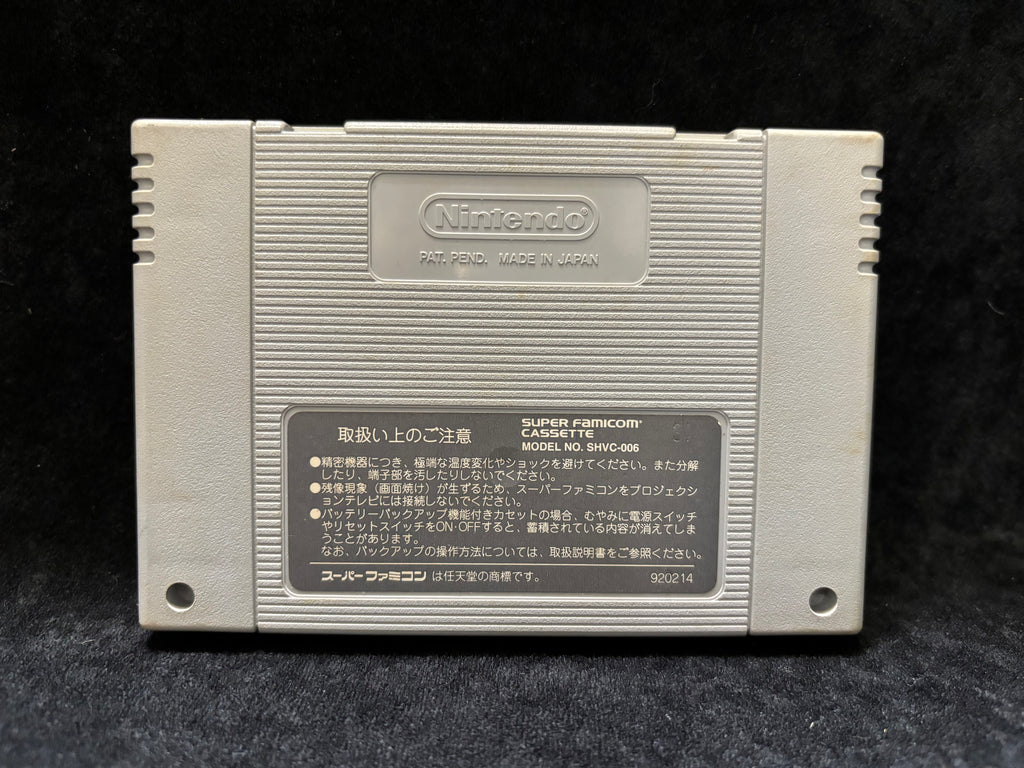 Nintendo®
PAT. PEND. MADE IN JAPAN
取扱い上のご注意
SUPER FAMICOM®
CASSETTE
MODEL NO. SHVC-006
●精密機器につき、極端な温度変化やショックを避けてください。また分解
したり、端子部を汚したりしないでください。
●残像現象（画面焼け）が生ずるため、スーパーファミコンをプロジェクシ
ョンテレビには接続しないでください。
●バッテリーバックアップ機能付きカセットの場合、むやみに電源スイッチ
やリセットスイッチをON・OFFすると、蓄積されている内容が消えてしま
うことがあります。
なお、バックアップの操作方法については、取扱説明書をご参照ください。
スーパーファミコン は任天堂の商標です。
920214